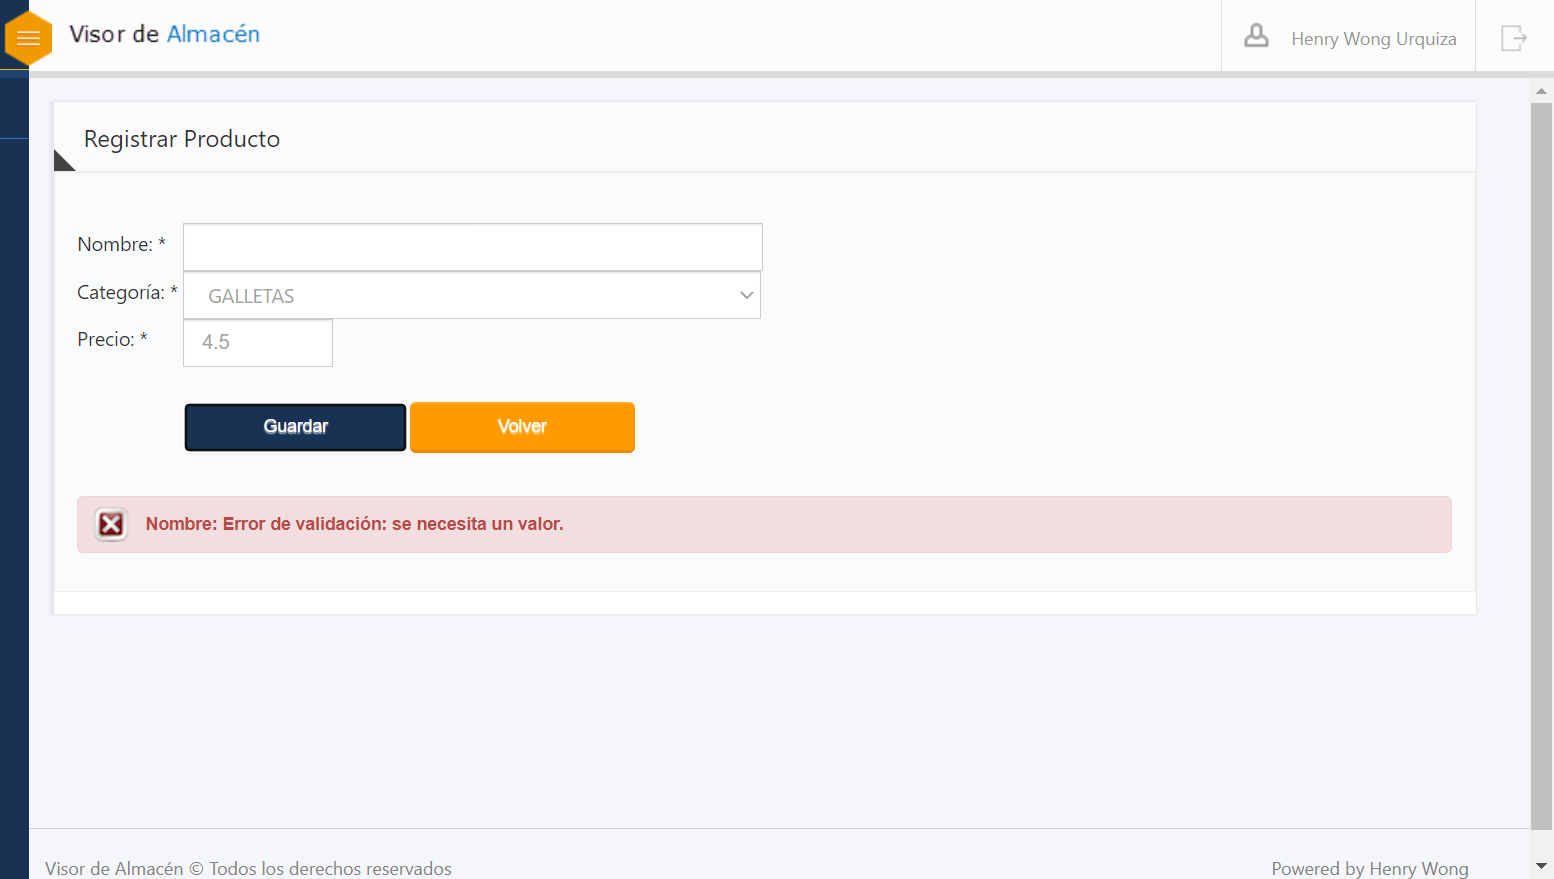 Visor de Almacén
Henry Wong Urquiza
Registrar Producto
Nombre: *
Categoría: * GALLETAS
Precio: * 4.5
Guardar Volver
Nombre: Error de validación: se necesita un valor.
Visor de Almacén © Todos los derechos reservados
Powered by Henry Wong